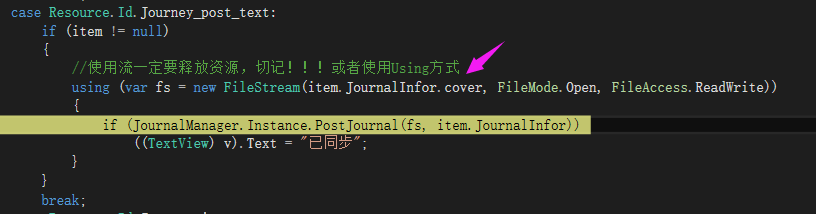 case Resource.Id.Journey_post_text:
if (item != null)
{
//使用流一定要释放资源，切记！！！或者使用Using方式
using (var fs = new FileStream(item.JournalInfor.cover, FileMode.Open, FileAccess.ReadWrite))
{
if (JournalManager.Instance.PostJournal(fs, item.JournalInfor))
((TextView) v).Text = "已同步";
}
}
break;